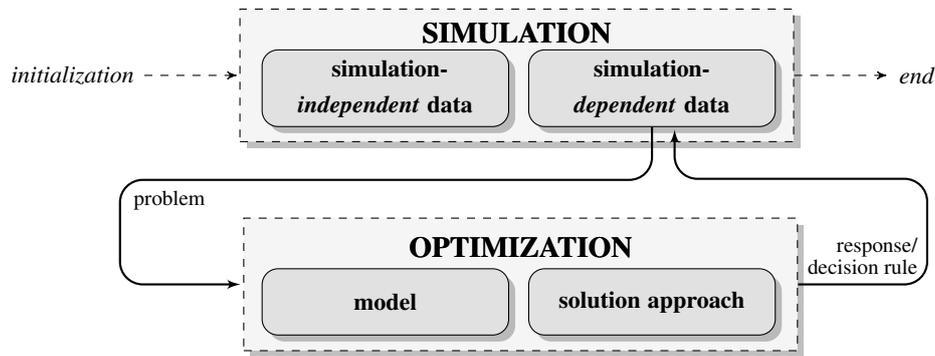 SIMULATION
initialization
simulation-
independent data
simulation-
dependent data
end
problem
OPTIMIZATION
model
solution approach
response/
decision rule